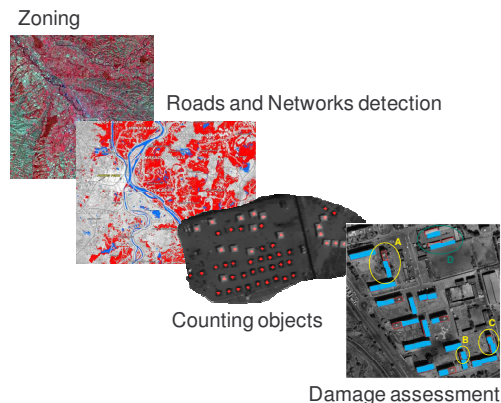 Zoning
Roads and Networks detection
Counting objects
A
D
C
B
Damage assessment